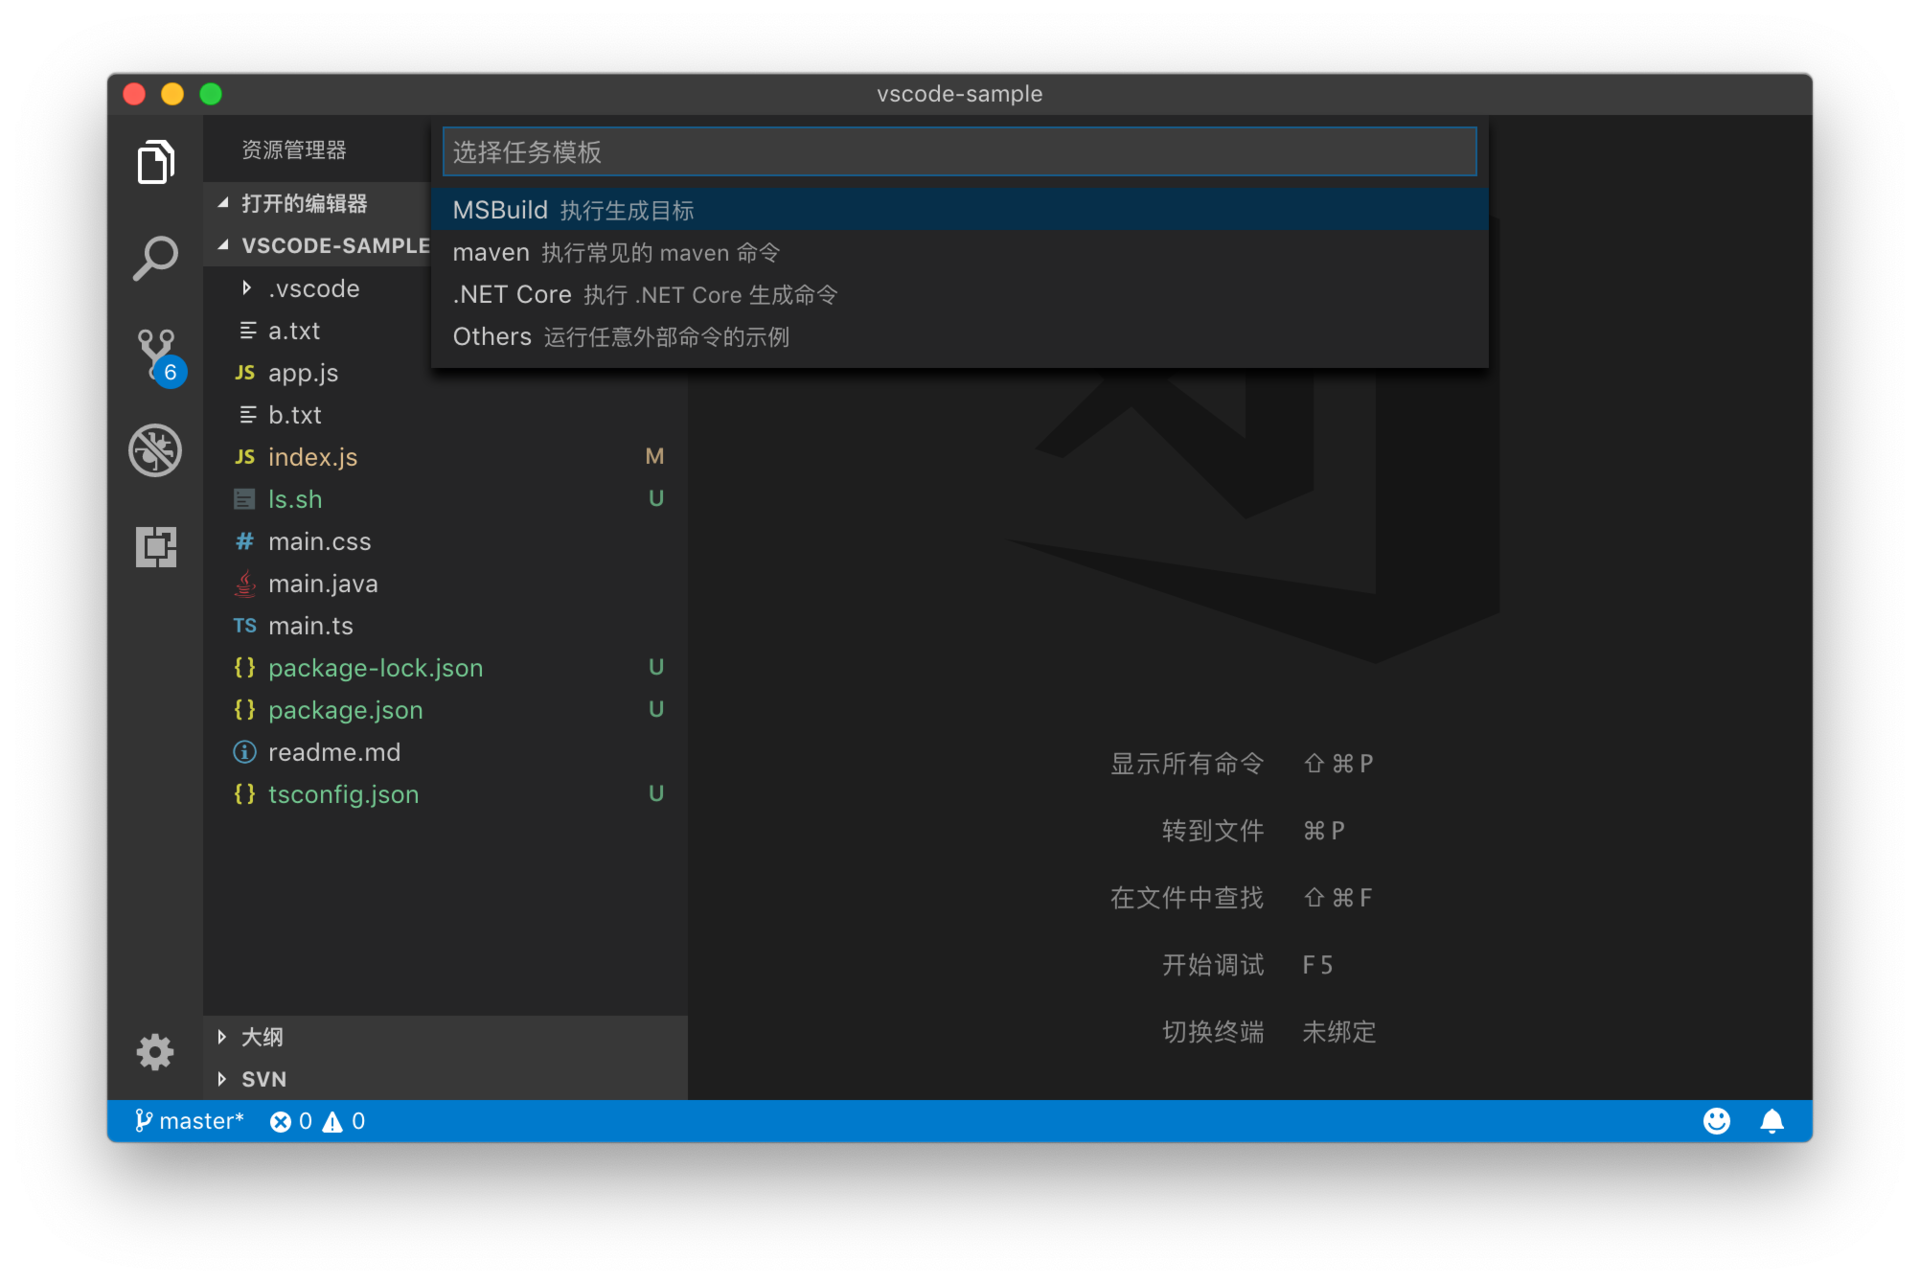 vscode-sample
资源管理器
选择任务模板
MSBuild 执行生成目标
maven 执行常见的 maven 命令
.NET Core 执行 .NET Core 生成命令
Others 运行任意外部命令的示例
打开的编辑器
VSCODE-SAMPLE
.vscode
a.txt
JS app.js
b.txt
JS index.js M
ls.sh U
# main.css
main.java
TS main.ts
{} package-lock.json U
{} package.json U
readme.md
{} tsconfig.json U
6
显示所有命令 ⇧⌘P
转到文件 ⌘P
在文件中查找 ⇧⌘F
开始调试 F5
切换终端 未绑定
大纲
SVN
master* 0 0